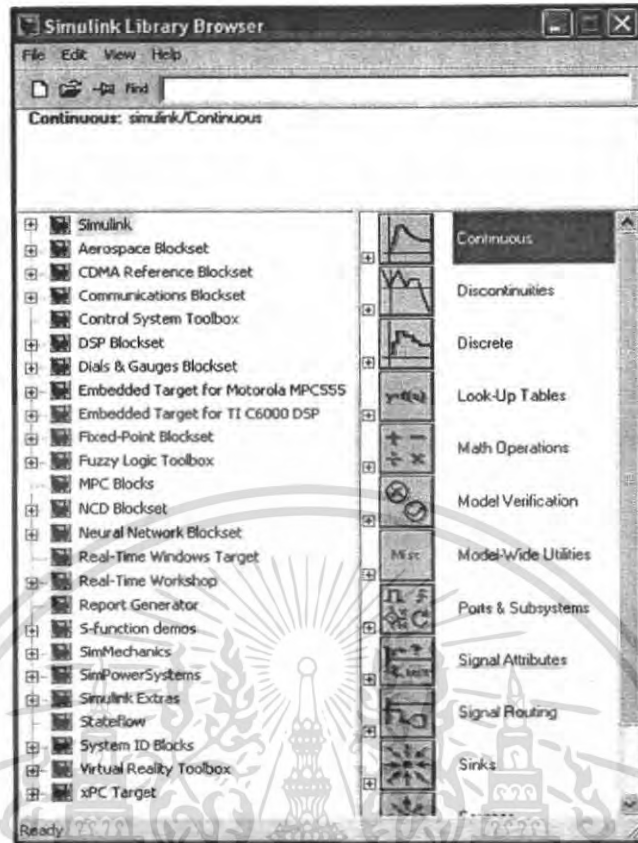 Simulink Library Browser
File Edit View Help
Find
Continuous: simulink/Continuous
Simulink
Aerospace Blockset
CDMA Reference Blockset
Communications Blockset
Control System Toolbox
DSP Blockset
Dials & Gauges Blockset
Embedded Target for Motorola MPC555
Embedded Target for TI C6000 DSP
Fixed-Point Blockset
Fuzzy Logic Toolbox
MPC Blocks
NCD Blockset
Neural Network Blockset
Real-Time Windows Target
Real-Time Workshop
Report Generator
S-function demos
SimMechanics
SimPowerSystems
Simulink Extras
Stateflow
System ID Blocks
Virtual Reality Toolbox
xPC Target
Continuous
Discontinuities
Discrete
y=f(u)
Look-Up Tables
Math Operations
Model Verification
Misc
Model-Wide Utilities
Ports & Subsystems
Signal Attributes
Signal Routing
Sinks
Ready